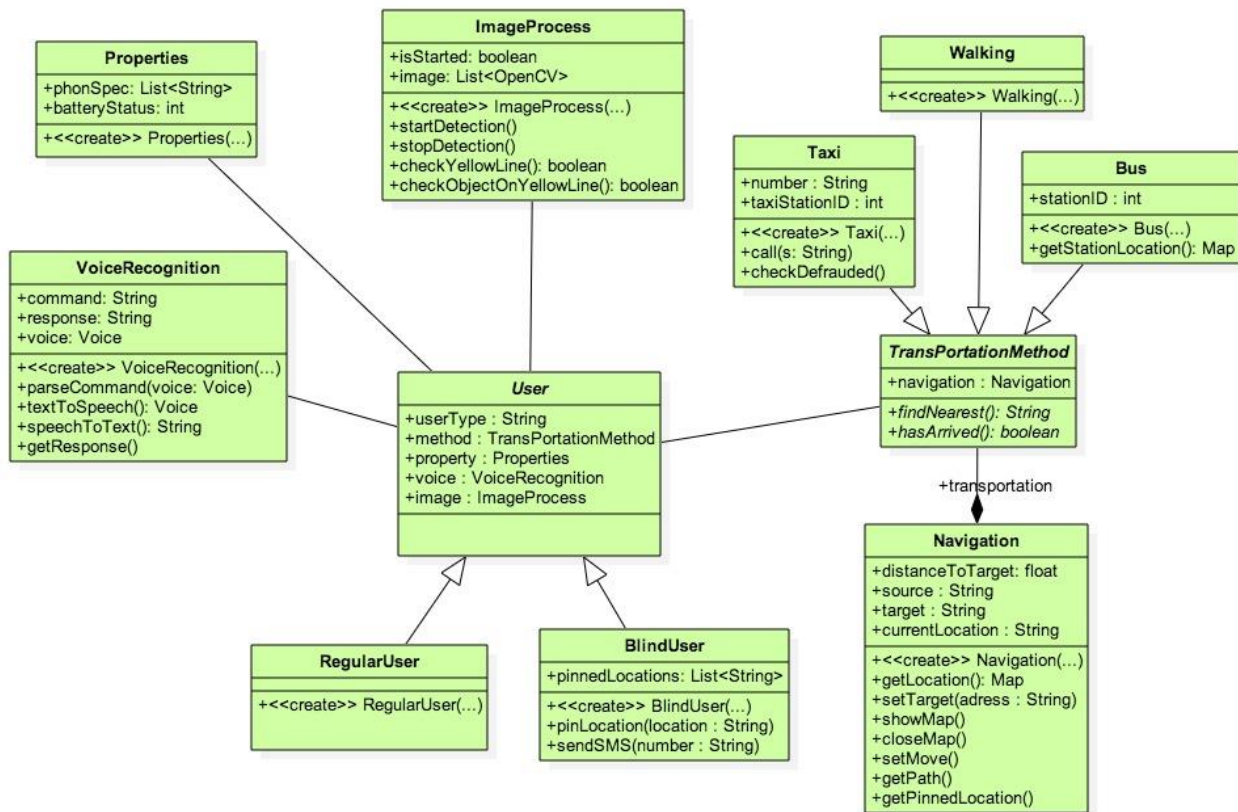 Properties
+phonSpec: List<String>
+batteryStatus: int
+<<create>> Properties(...)
ImageProcess
+isStarted: boolean
+image: List<OpenCV>
+<<create>> ImageProcess(...)
+startDetection()
+stopDetection()
+checkYellowLine(): boolean
+checkObjectOnYellowLine(): boolean
Walking
+<<create>> Walking(...)
Taxi
+number : String
+taxiStationID : int
+<<create>> Taxi(...)
+call(s: String)
+checkDefrauded()
Bus
+stationID : int
+<<create>> Bus(...)
+getStationLocation(): Map
VoiceRecognition
+command: String
+response: String
+voice: Voice
+<<create>> VoiceRecognition(...)
+parseCommand(voice: Voice)
+textToSpeech(): Voice
+speechToText(): String
+getResponse()
User
+userType : String
+method : TransPortationMethod
+property : Properties
+voice : VoiceRecognition
+image : ImageProcess
TransPortationMethod
+navigation : Navigation
+findNearest(): String
+hasArrived(): boolean
+transportation
RegularUser
+<<create>> RegularUser(...)
BlindUser
+pinnedLocations: List<String>
+<<create>> BlindUser(...)
+pinLocation(location : String)
+sendSMS(number : String)
Navigation
+distanceToTarget: float
+source : String
+target : String
+currentLocation : String
+<<create>> Navigation(...)
+getLocation(): Map
+setTarget(adress : String)
+showMap()
+closeMap()
+setMove()
+getPath()
+getPinnedLocation()